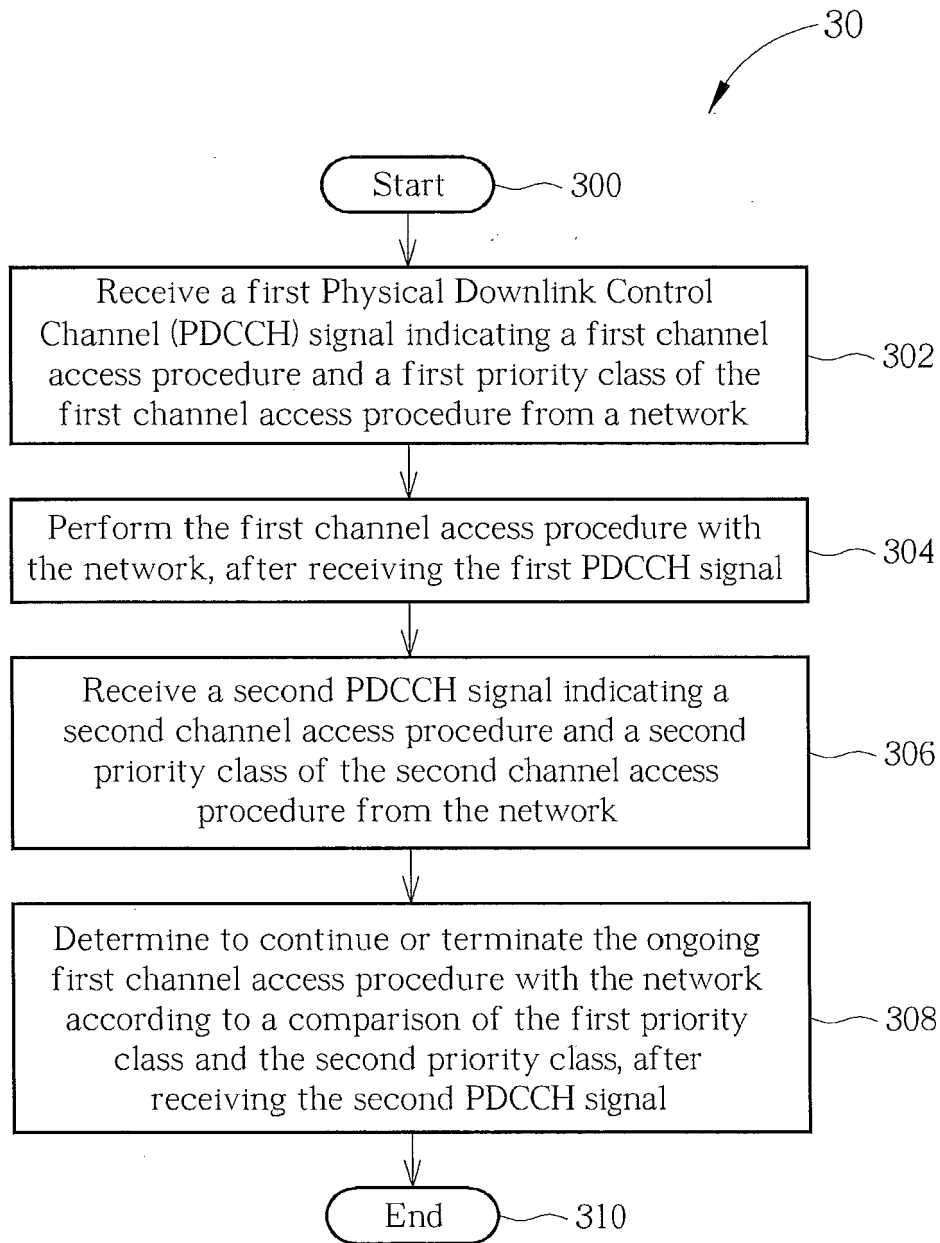 30
Start
300
Receive a first Physical Downlink Control
Channel (PDCCH) signal indicating a first channel
access procedure and a first priority class of the
first channel access procedure from a network
302
Perform the first channel access procedure with
the network, after receiving the first PDCCH signal
304
Receive a second PDCCH signal indicating a
second channel access procedure and a second
priority class of the second channel access
procedure from the network
306
Determine to continue or terminate the ongoing
first channel access procedure with the network
according to a comparison of the first priority
class and the second priority class, after
receiving the second PDCCH signal
308
End
310